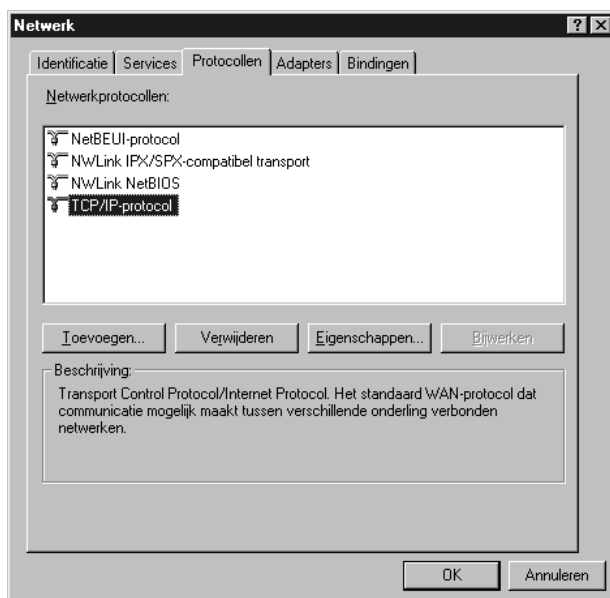 Netwerk
Identificatie Services Protocollen Adapters Bindingen
Netwerkprotocollen:
NetBEUI-protocol
NWLink IPX/SPX-compatibel transport
NWLink NetBIOS
TCP/IP-protocol
Toevoegen... Verwijderen Eigenschappen... Bijwerken
Beschrijving:
Transport Control Protocol/Internet Protocol. Het standaard WAN-protocol dat
communicatie mogelijk maakt tussen verschillende onderling verbonden
netwerken.
OK Annuleren